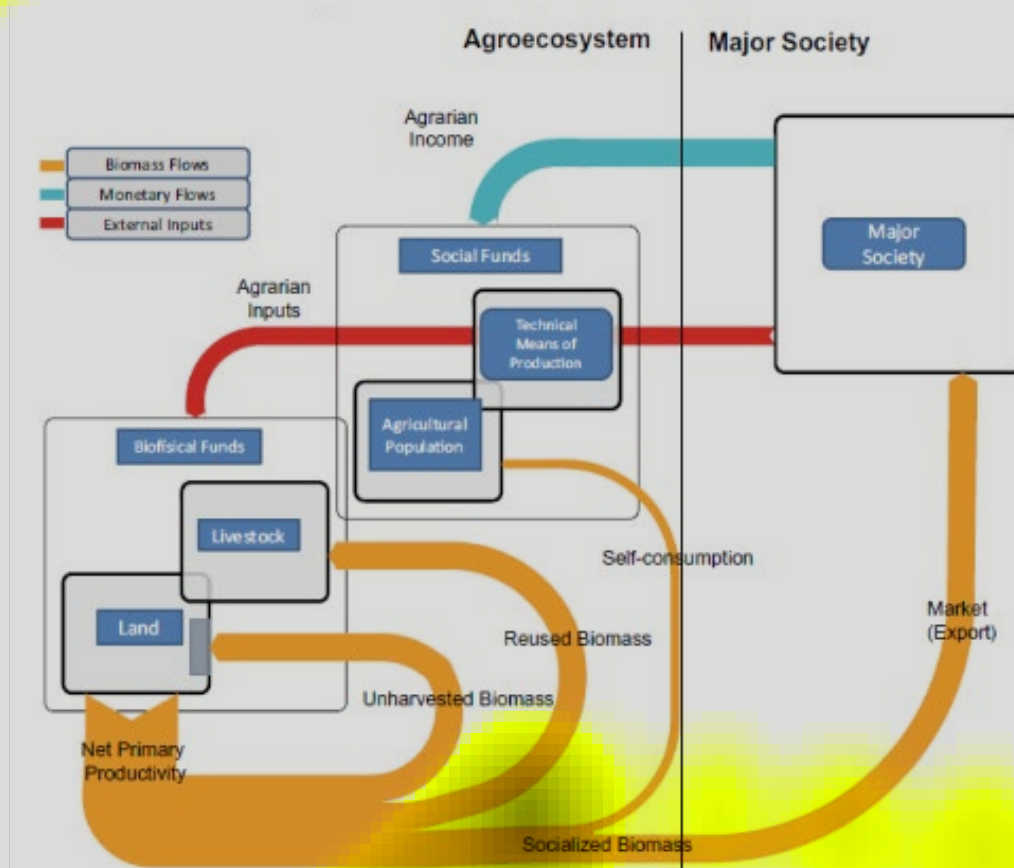 Agroecosystem
Major Society
Agrarian
Income
Biomass Flows
Monetary Flows
External Inputs
Social Funds
Major
Society
Agrarian
Inputs
Technical
Means of
Production
Agricultural
Population
Biofisical Funds
Livestock
Self-consumption
Land
Reused Biomass
Market
(Export)
Unharvested Biomass
Net Primary
Productivity
Socialized Biomass